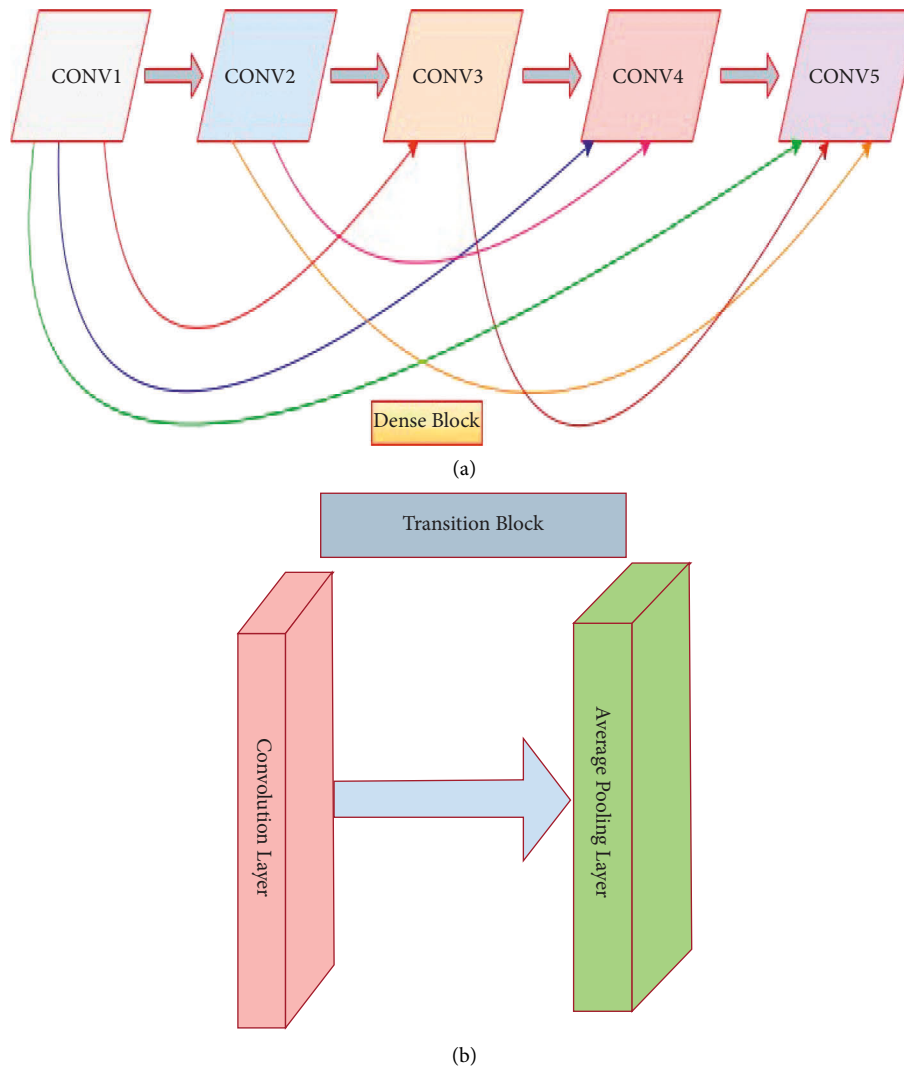 CONV1
CONV2
CONV3
CONV4
CONV5
Dense Block
(a)
Transition Block
Convolution Layer
Average Pooling Layer
(b)